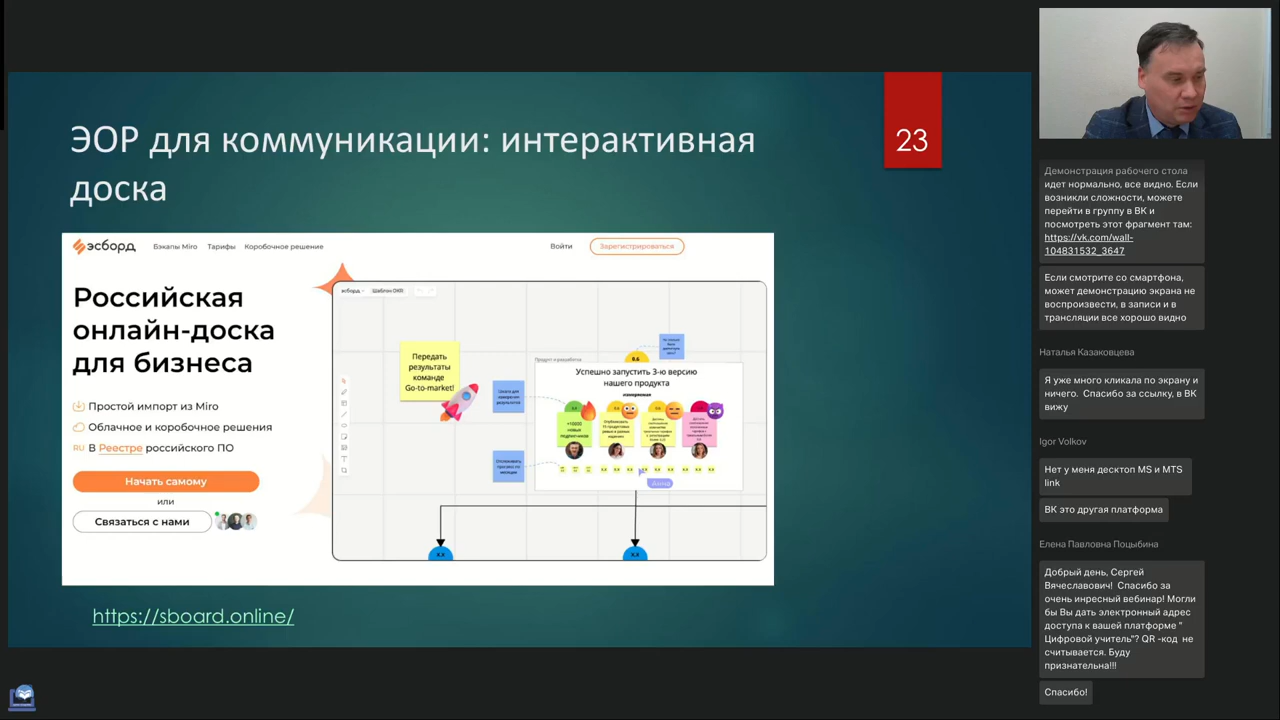 ЭОР для коммуникации: интерактивная
доска
23
эсборд
Бэкапы Miro
Тарифы
Коробочное решение
Войти
Зарегистрироваться
Российская
онлайн-доска
для бизнеса
Простой импорт из Miro
Облачное и коробочное решения
RU В Реестре российского ПО
Начать самому
или
Связаться с нами
эсборд
Шаблон OKR
Передать
результаты
команде
Go-to-market!
Продукт и разработка
Успешно запустить 3-ю версию
нашего продукта
https://sboard.online/
Демонстрация рабочего стола
идет нормально, все видно. Если
возникли сложности, можете
перейти в группу в ВК и
посмотреть этот фрагмент там:
https://vk.com/wall-
104831532_3647
Если смотрите со смартфона,
может демонстрацию экрана не
воспроизвести, в записи и в
трансляции все хорошо видно
Наталья Казаковцева
Я уже много кликала по экрану и
ничего. Спасибо за ссылку, в ВК
вижу
Igor Volkov
Нет у меня десктоп MS и MTS
link
ВК это другая платформа
Елена Павловна Поцыбина
Добрый день, Сергей
Вячеславович! Спасибо за
очень инресный вебинар! Могли
бы Вы дать электронный адрес
доступа к вашей платформе "
Цифровой учитель"? QR -код не
считывается. Буду
признательна!!!
Спасибо!